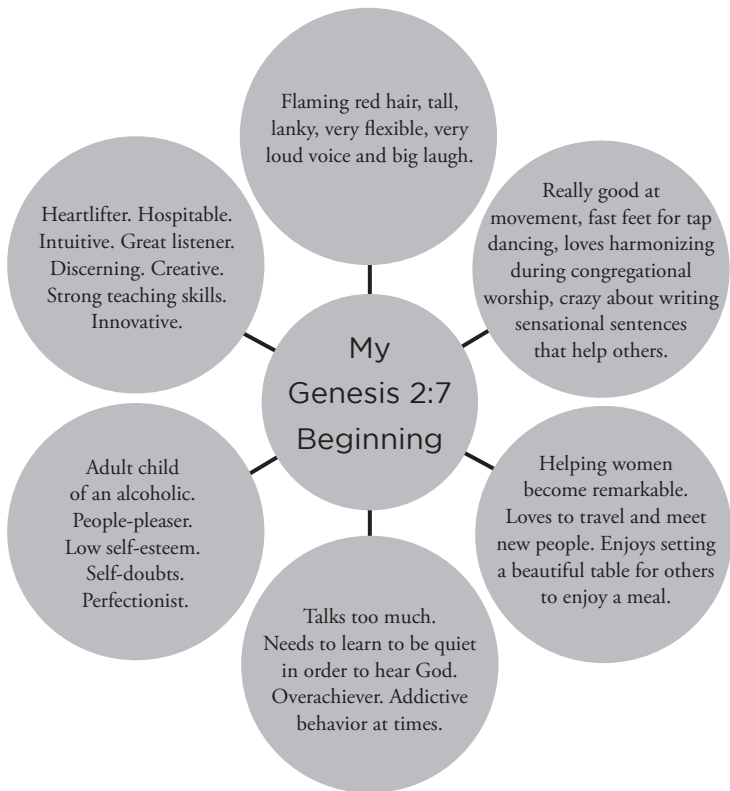 Flaming red hair, tall,
lanky, very flexible, very
loud voice and big laugh.
Really good at
movement, fast feet for tap
dancing, loves harmonizing
during congregational
worship, crazy about writing
sensational sentences
that help others.
Helping women
become remarkable.
Loves to travel and meet
new people. Enjoys setting
a beautiful table for others
to enjoy a meal.
Talks too much.
Needs to learn to be quiet
in order to hear God.
Overachiever. Addictive
behavior at times.
Adult child
of an alcoholic.
People-pleaser.
Low self-esteem.
Self-doubts.
Perfectionist.
Heartlifter. Hospitable.
Intuitive. Great listener.
Discerning. Creative.
Strong teaching skills.
Innovative.
My
Genesis 2:7
Beginning